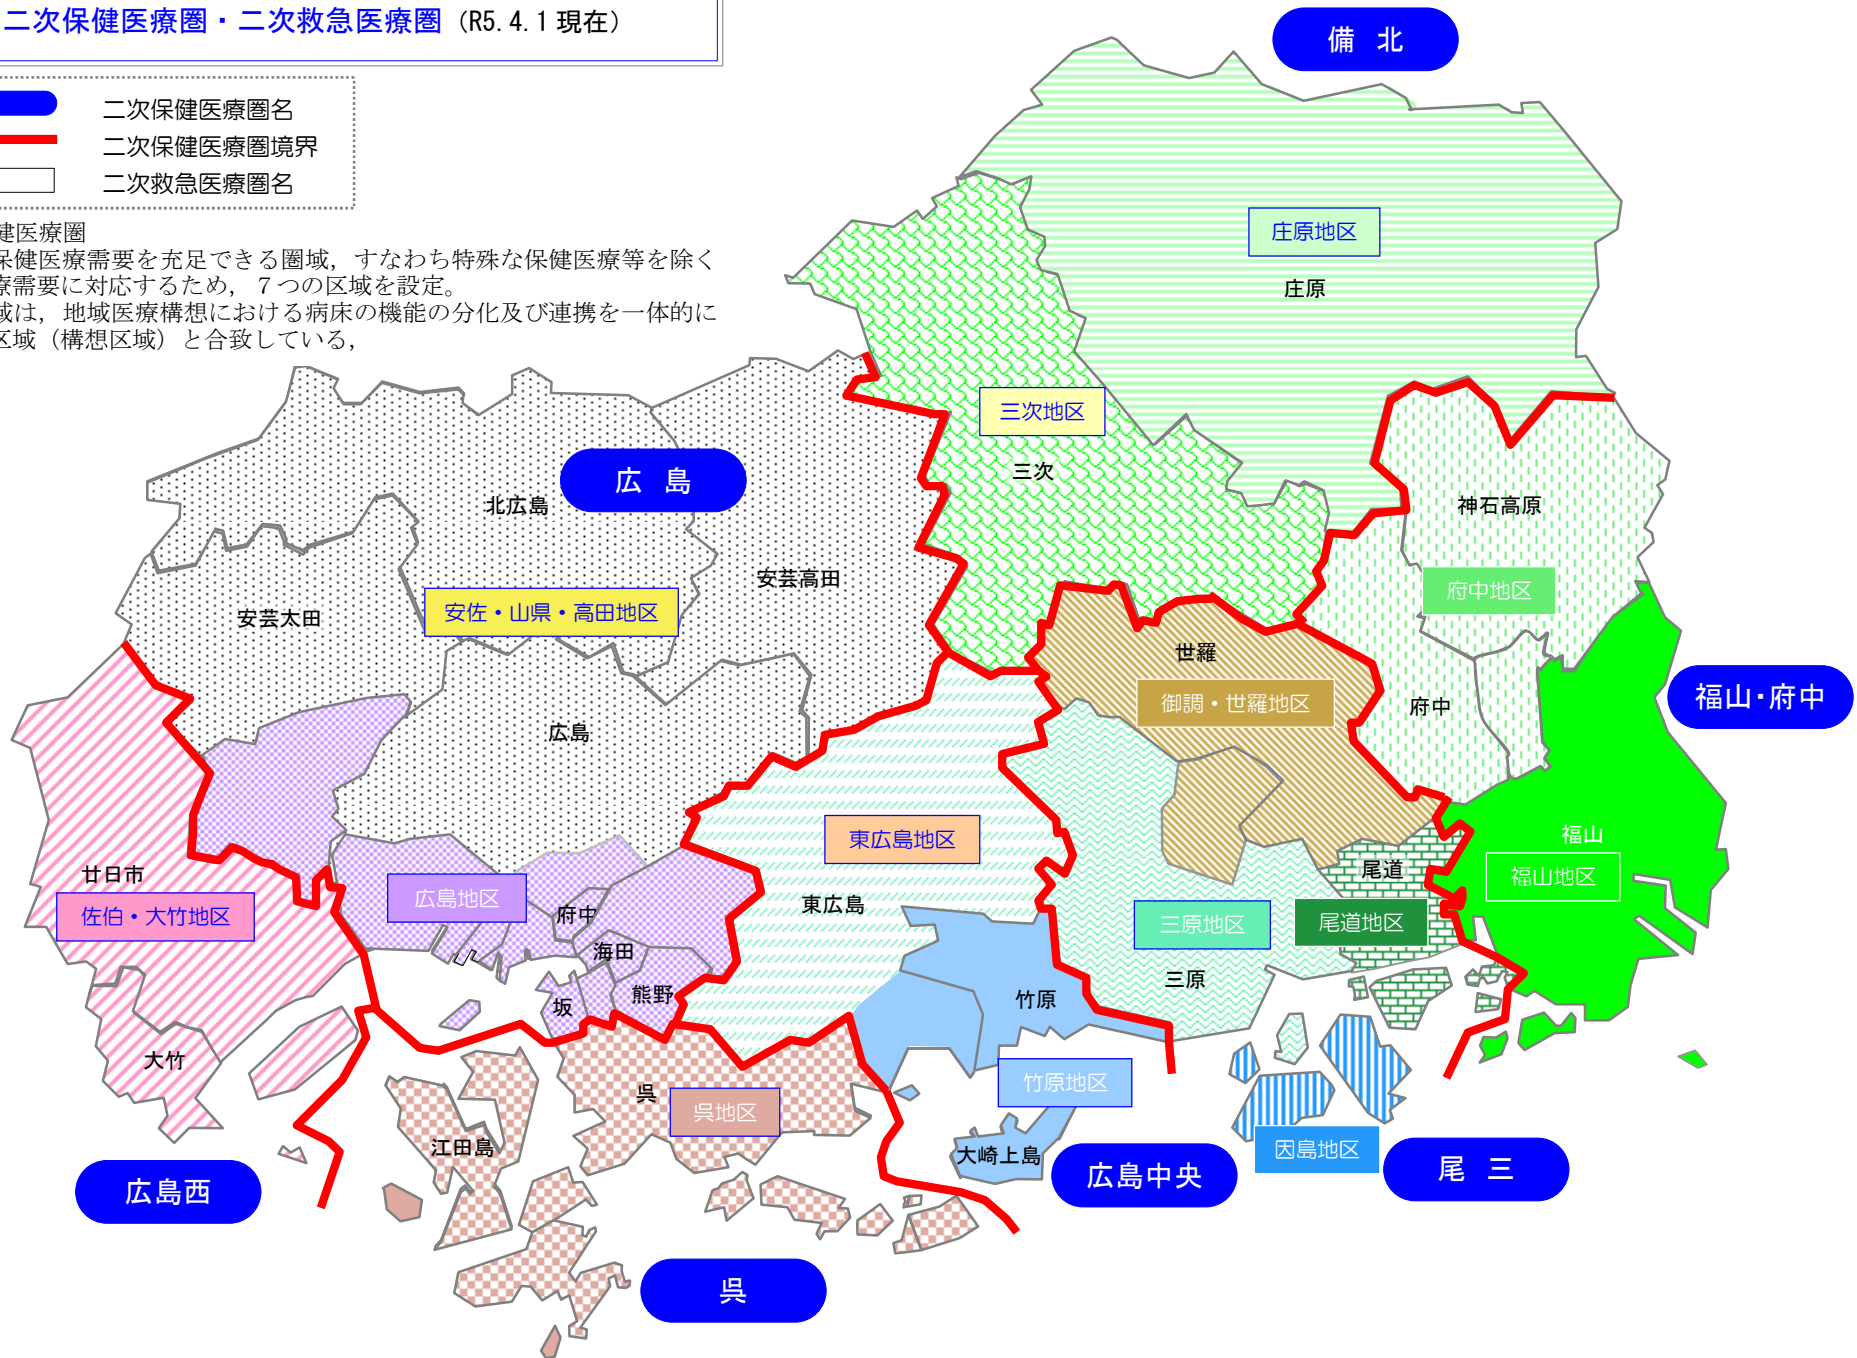 二次保健医療圏・二次救急医療圏（R5.4.1現在）
二次保健医療圏名
二次保健医療圏境界
二次救急医療圏名
健医療圏
保健医療需要を充足できる圏域，すなわち特殊な保健医療等を除く
療需要に対応するため，７つの区域を設定。
域は，地域医療構想における病床の機能の分化及び連携を一体的に
区域（構想区域）と合致している，
備 北
庄原地区
庄原
三次地区
三次
広 島
北広島
神石高原
安芸高田
府中地区
安佐・山県・高田地区
安芸太田
世羅
御調・世羅地区
福山・府中
府中
広島
東広島地区
福山
福山地区
尾道
廿日市
広島地区
佐伯・大竹地区
府中
東広島
三原地区
尾道地区
海田
三原
熊野
坂
竹原
大竹
竹原地区
呉
呉地区
江田島
大崎上島
因島地区
広島中央
尾 三
広島西
呉